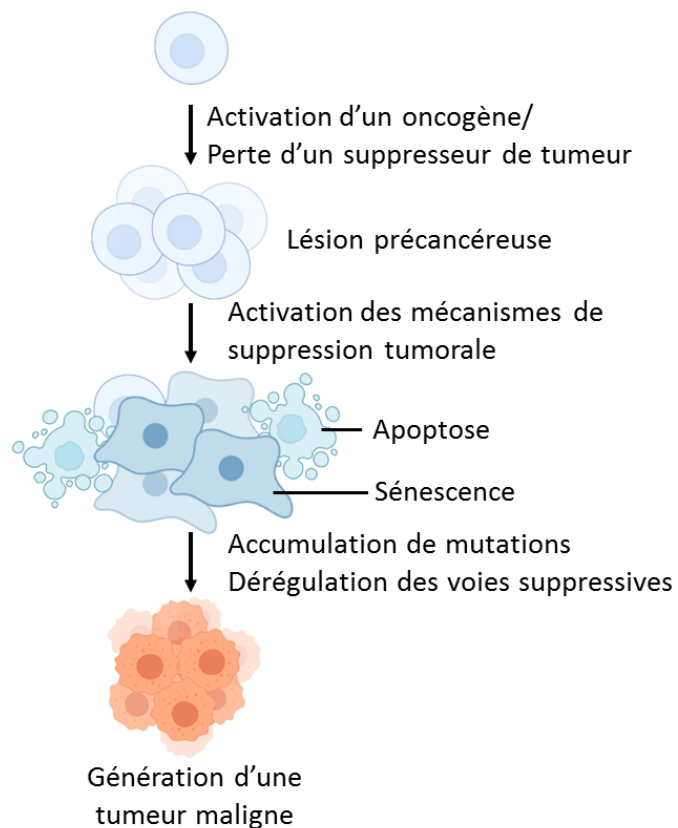 Activation d’un oncogène/
Perte d’un suppresseur de tumeur
Lésion précancéreuse
Activation des mécanismes de
suppression tumorale
Apoptose
Sénescence
Accumulation de mutations
Dérégulation des voies suppressives
Génération d’une
tumeur maligne